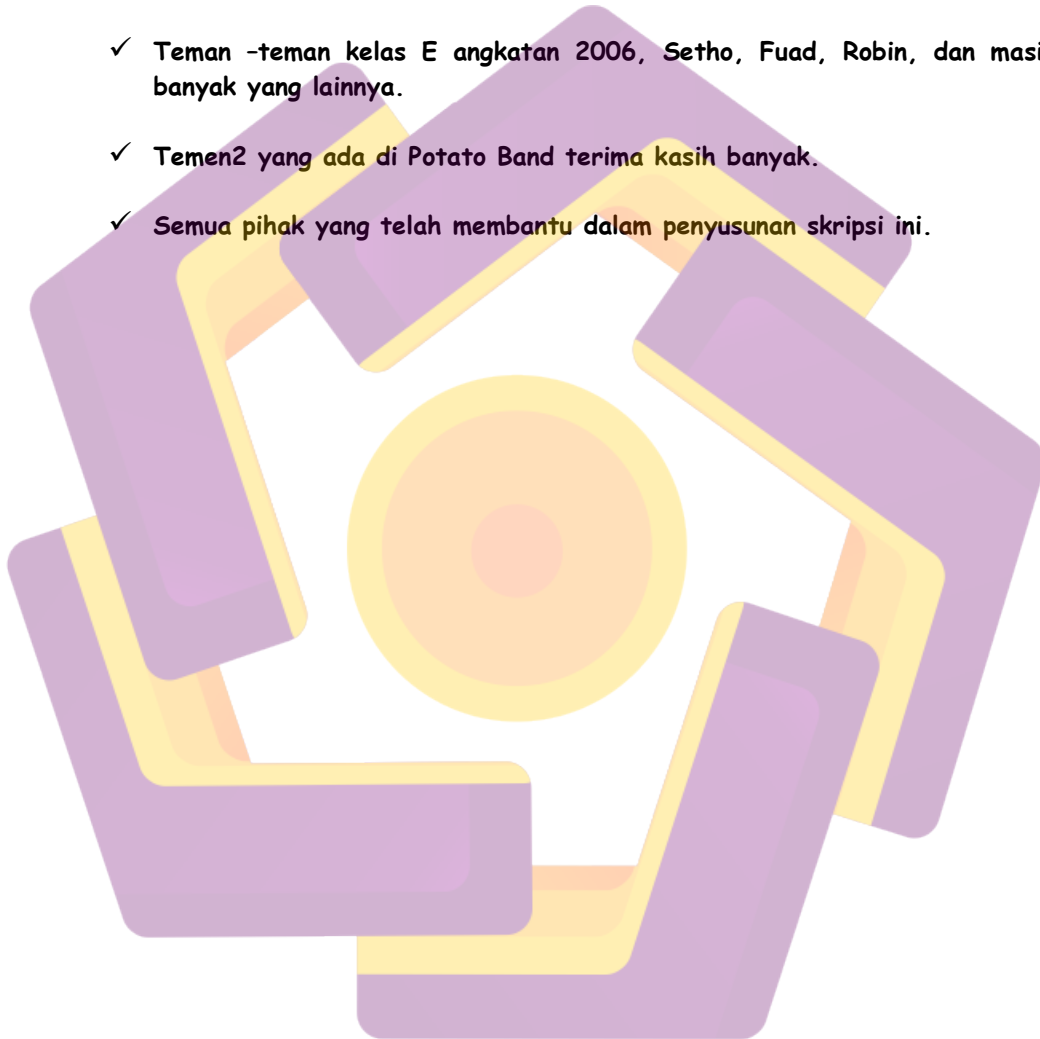 ✓ Teman –teman kelas E angkatan 2006, Setho, Fuad, Robin, dan masi
banyak yang lainnya.
✓ Temen2 yang ada di Potato Band terima kasih banyak.
✓ Semua pihak yang telah membantu dalam penyusunan skripsi ini.